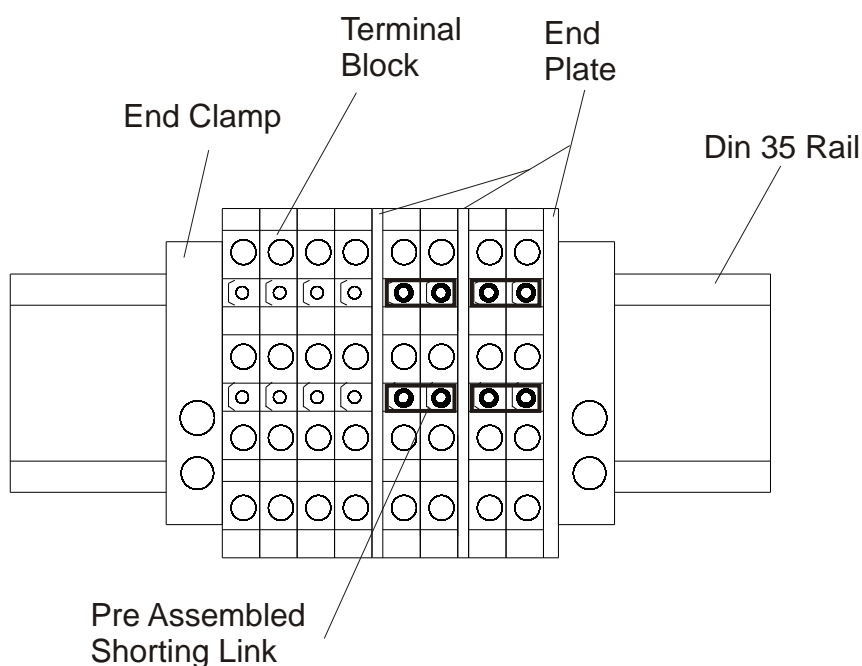 Terminal
Block
End
Plate
End Clamp
Din 35 Rail
Pre Assembled
Shorting Link